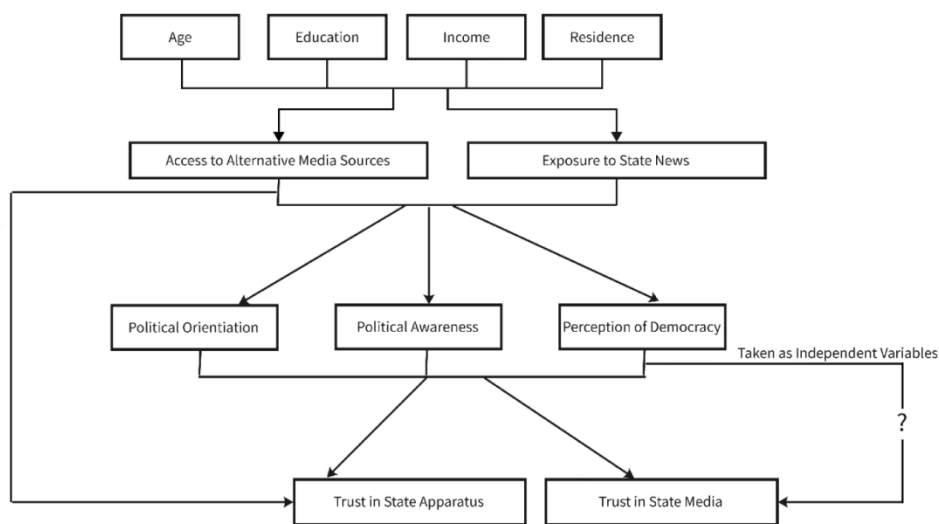 Age
Education
Income
Residence
Access to Alternative Media Sources
Exposure to State News
Political Orientiation
Political Awareness
Perception of Democracy
Taken as Independent Variables
?
Trust in State Apparatus
Trust in State Media